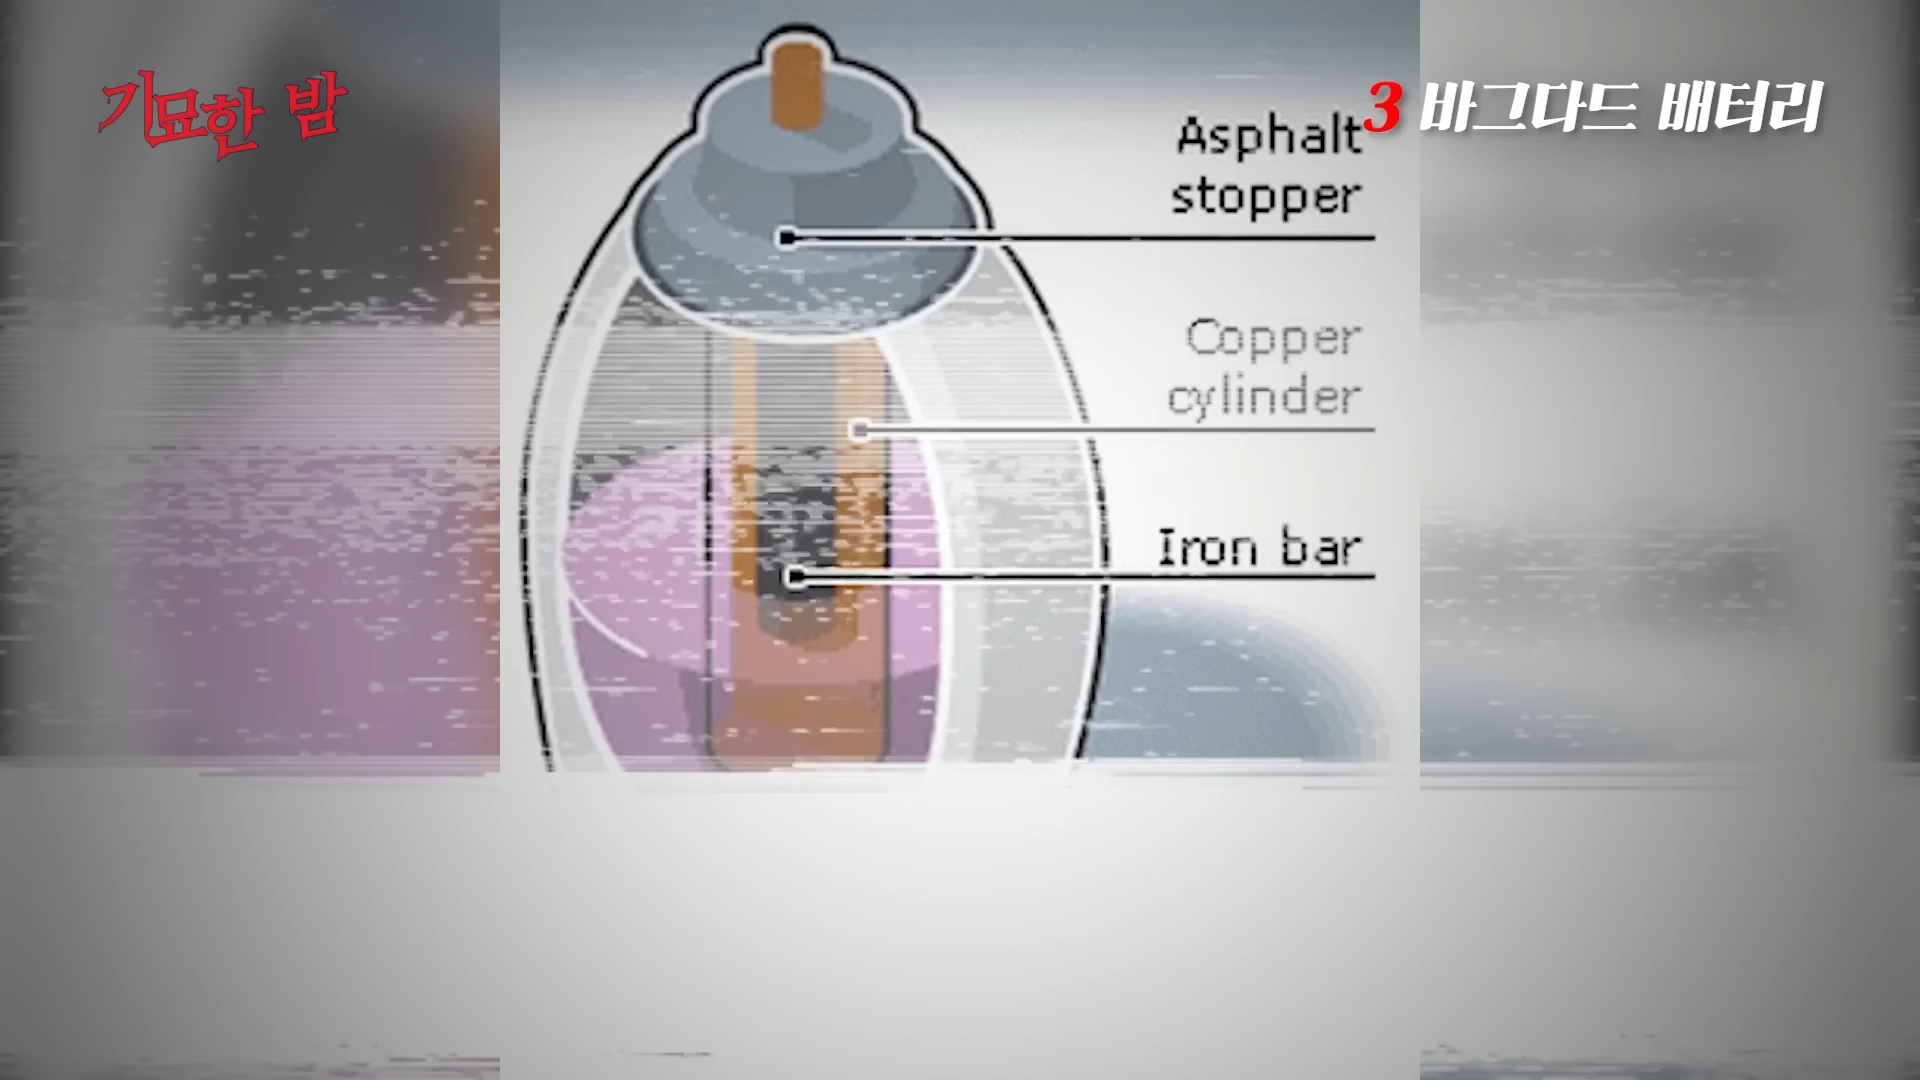 기묘한 밤
3 바그다드 배터리
Asphalt
stopper
Copper
cylinder
Iron bar